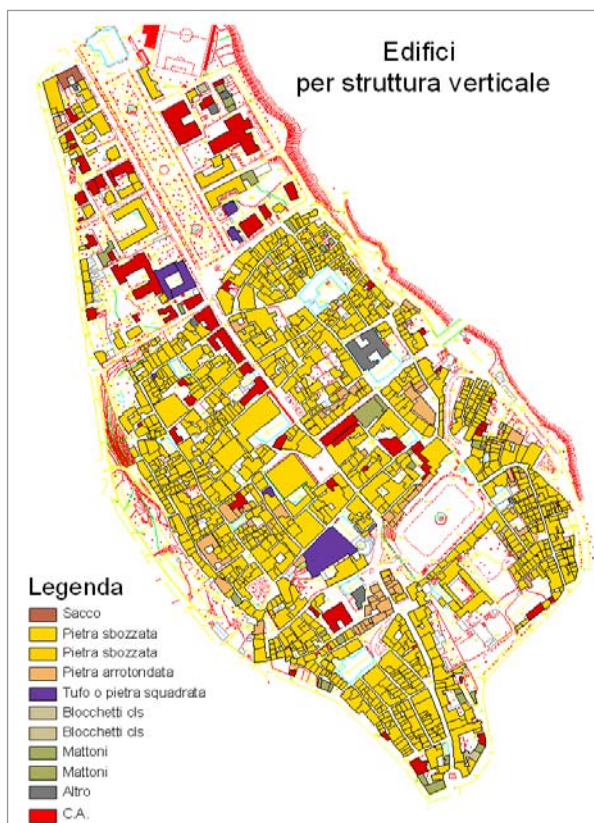 Edifici
per struttura verticale
Legenda
Sacco
Pietra sbozzata
Pietra sbozzata
Pietra arrotondata
Tufo o pietra squadrata
Blocchetti cls
Blocchetti cls
Mattoni
Mattoni
Altro
C.A.